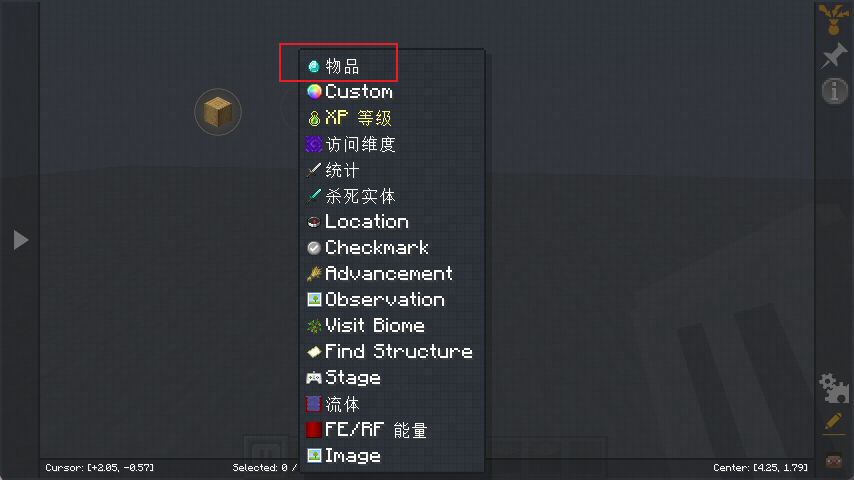 物品
Custom
XP 等级
访问维度
统计
杀死实体
Location
Checkmark
Advancement
Observation
Visit Biome
Find Structure
Stage
流体
FE/RF 能量
Image
Cursor: [+2.05, -0.57]
Selected: 0 /
Center: [4.25, 1.79]